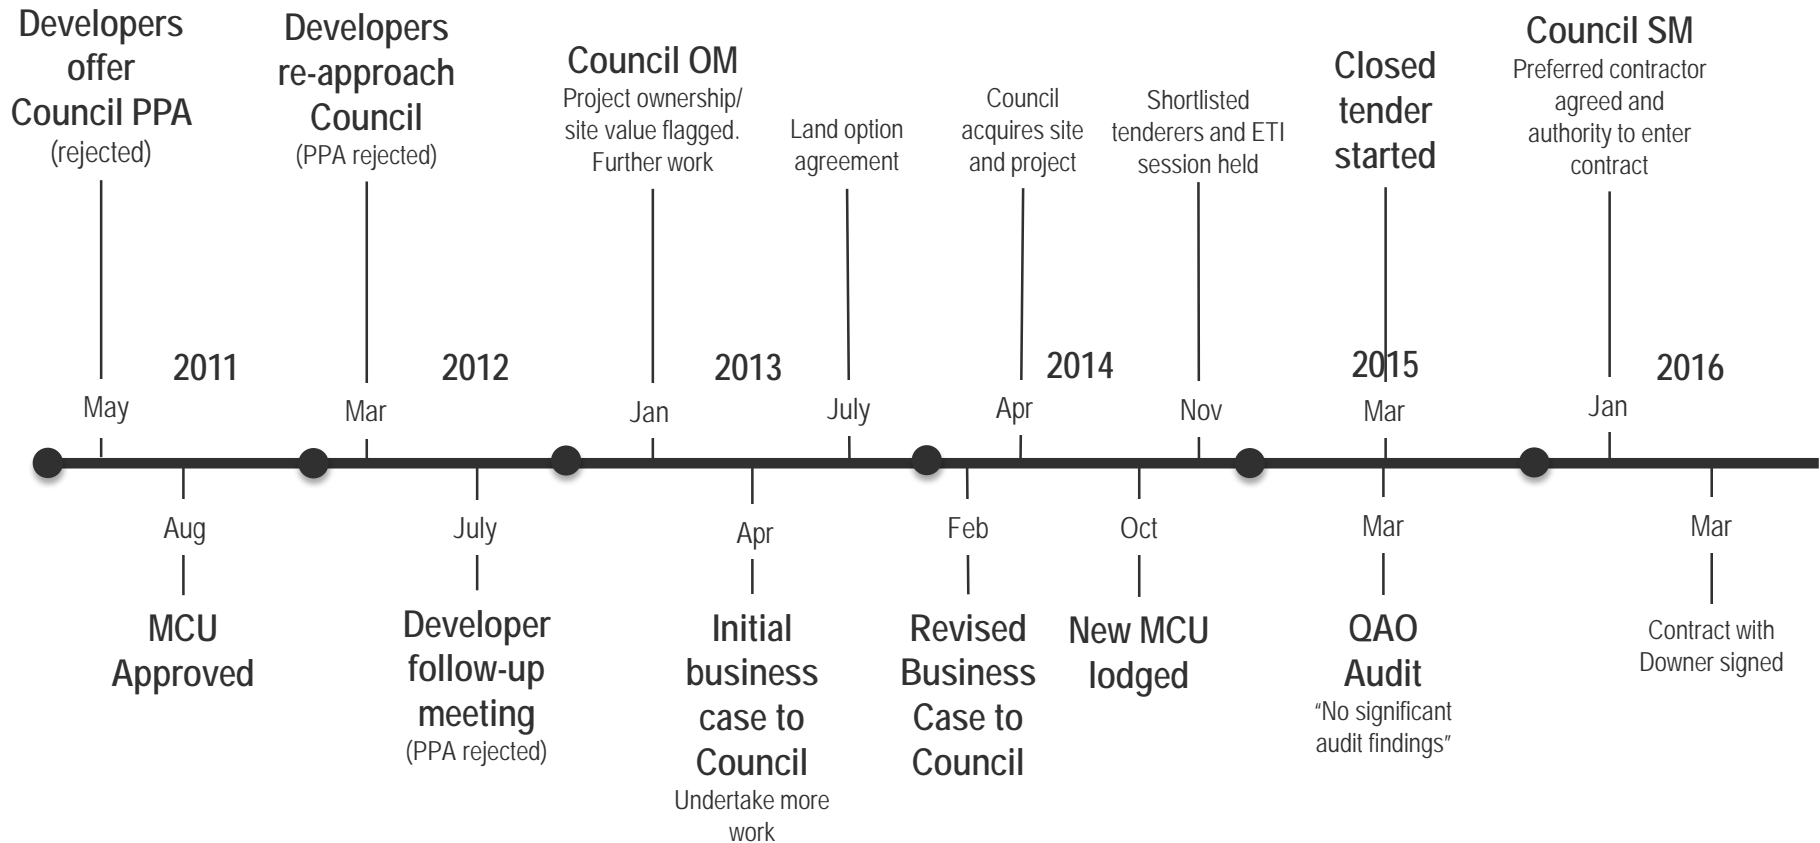 Developers
offer
Council PPA
(rejected)
Developers
re-approach
Council
(PPA rejected)
Council OM
Project ownership/
site value flagged.
Further work
Land option
agreement
Council
acquires site
and project
Shortlisted
tenderers and ETI
session held
Closed
tender
started
Council SM
Preferred contractor
agreed and
authority to enter
contract
2011
2012
2013
2014
2015
2016
May
Mar
Jan
July
Apr
Nov
Mar
Jan
Aug
July
Apr
Feb
Oct
Mar
Mar
MCU
Approved
Developer
follow-up
meeting
(PPA rejected)
Initial
business
case to
Council
Undertake more
work
Revised
Business
Case to
Council
New MCU
lodged
QAO
Audit
“No significant
audit findings”
Contract with
Downer signed